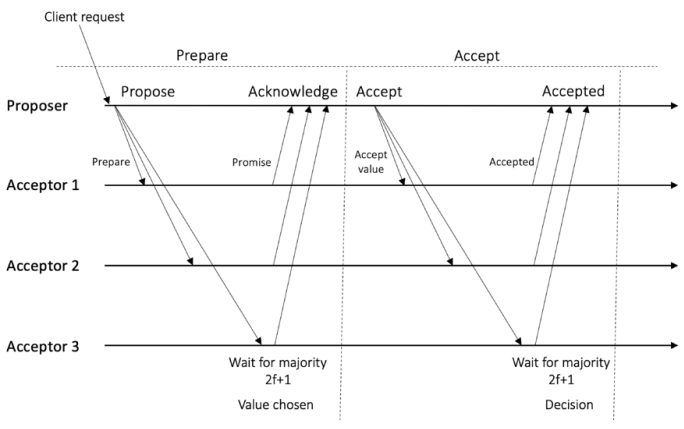 Client request
Prepare
Accept
Propose
Acknowledge
Accept
Accepted
Proposer
Prepare
Promise
Accept
value
Accepted
Acceptor 1
Acceptor 2
Acceptor 3
Wait for majority
2f+1
Value chosen
Wait for majority
2f+1
Decision